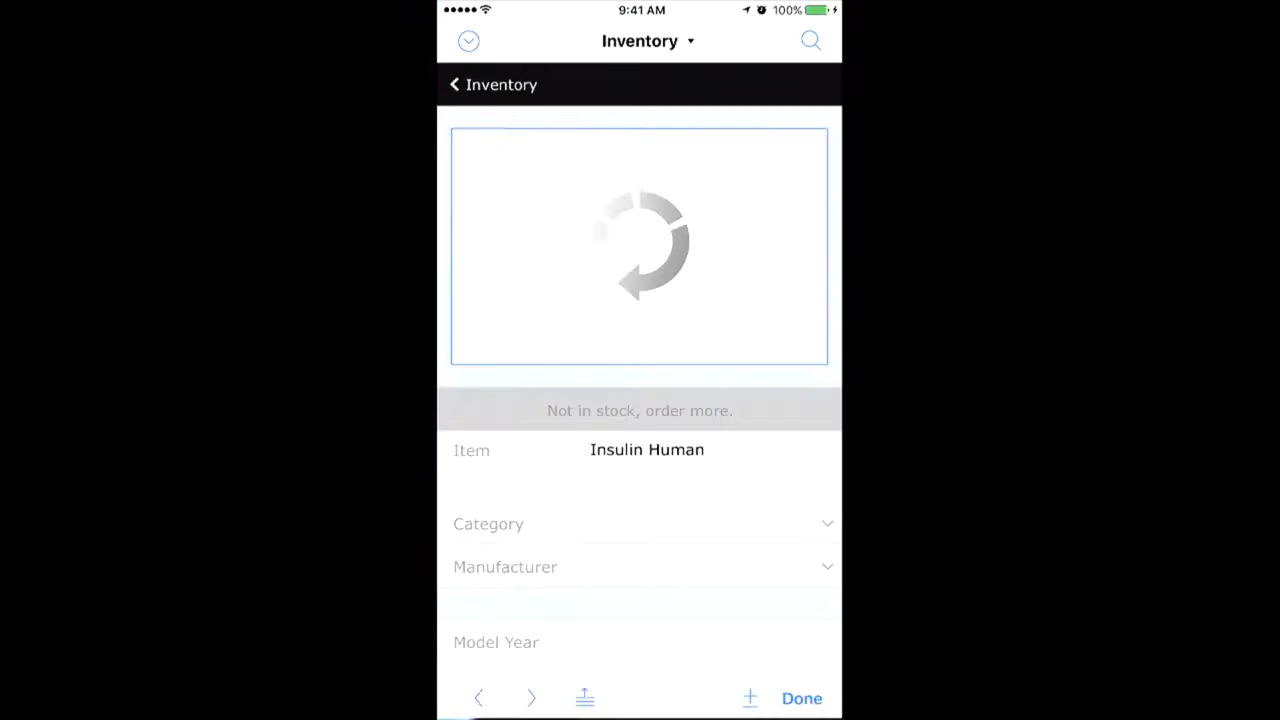 9:41 AM 100%
Inventory
Inventory
Not in stock, order more.
Item Insulin Human
Category
Manufacturer
Model Year
Done